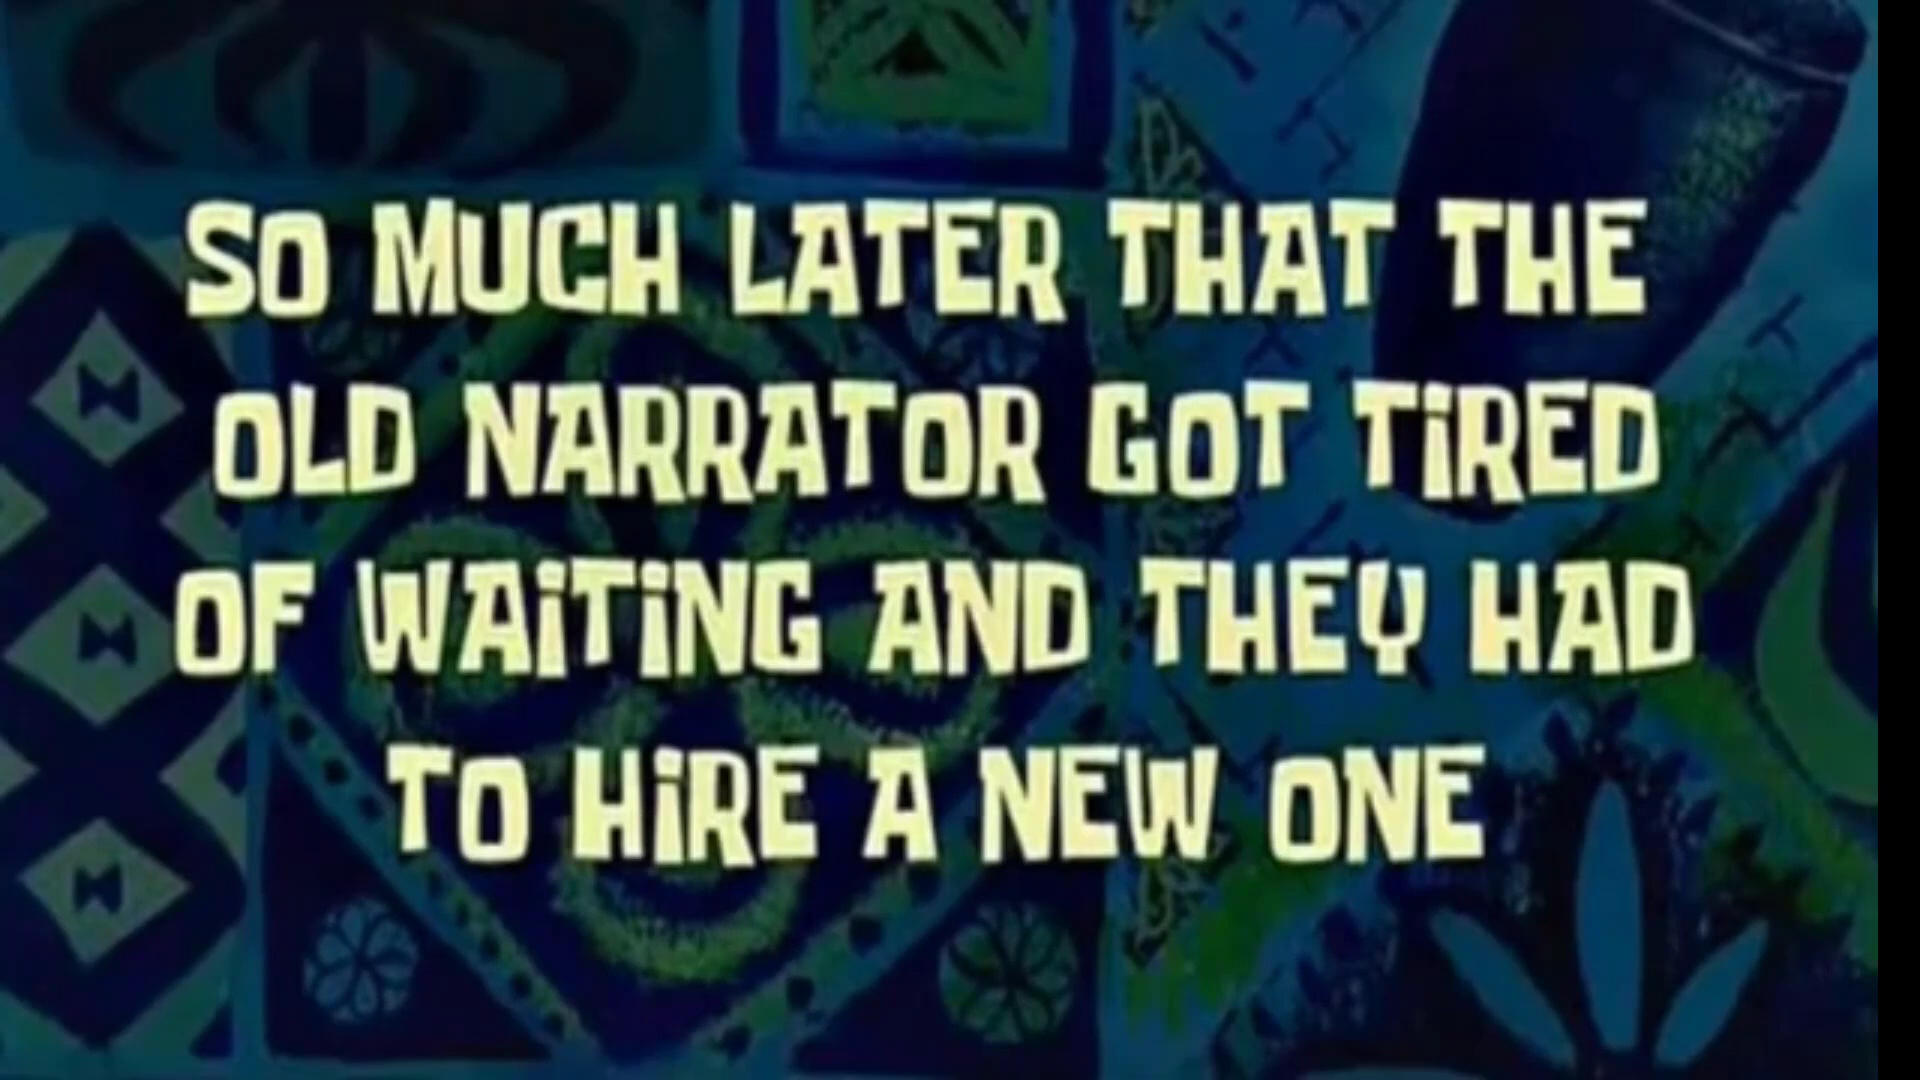 SO MUCH LATER THAT THE
OLD NARRATOR GOT TIRED
OF WAITING AND THEY HAD
TO HIRE A NEW ONE